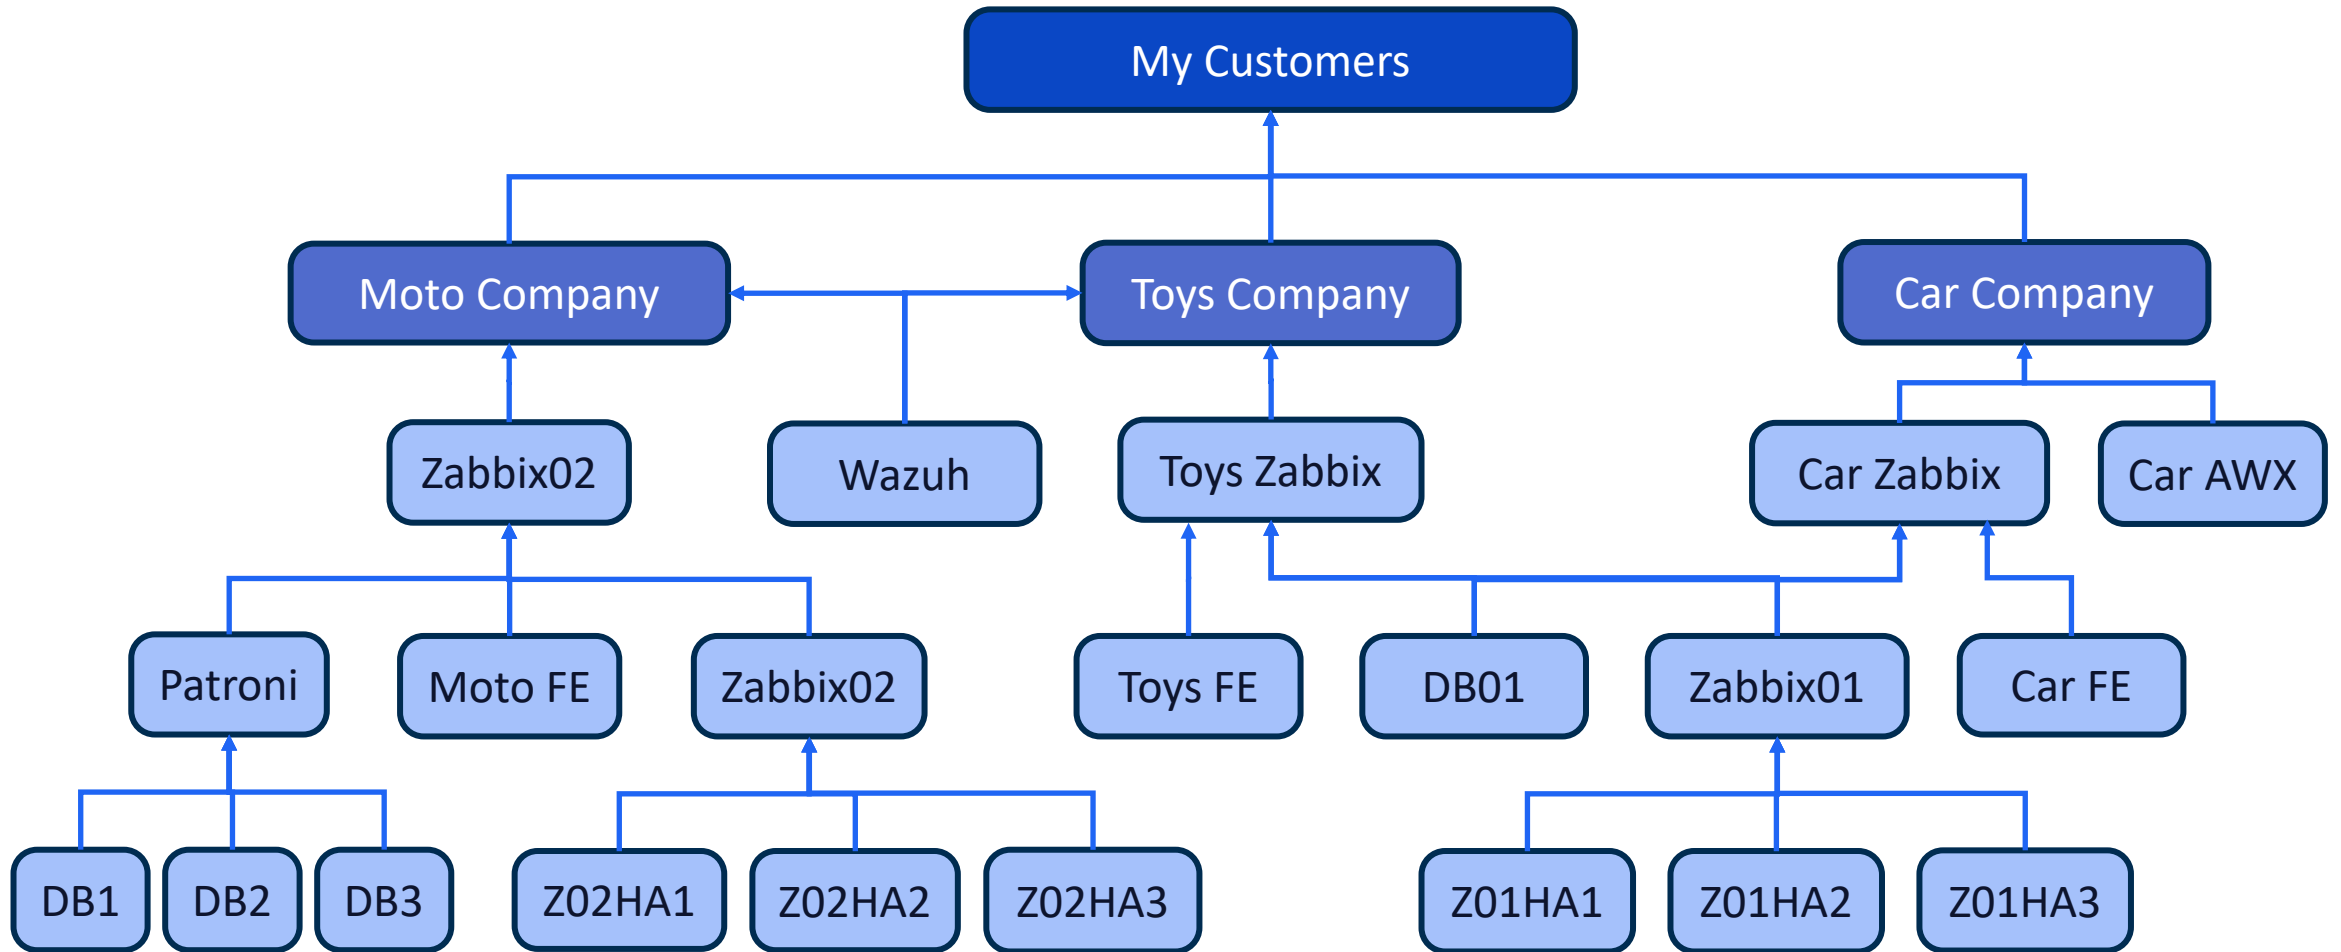 My Customers
Moto Company
Toys Company
Car Company
Zabbix02
Wazuh
Toys Zabbix
Car Zabbix
Car AWX
Patroni
Moto FE
Zabbix02
Toys FE
DB01
Zabbix01
Car FE
DB1
DB2
DB3
Z02HA1
Z02HA2
Z02HA3
Z01HA1
Z01HA2
Z01HA3